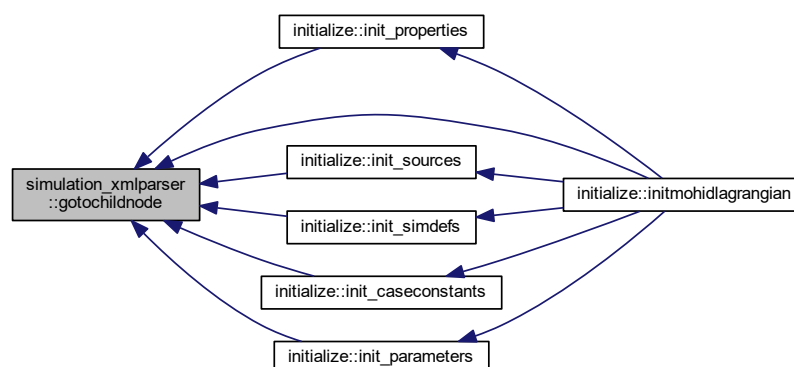 initialize::init_properties
initialize::init_sources
simulation_xmlparser
::gotochildnode
initialize::initmohidlagrangian
initialize::init_simdefs
initialize::init_caseconstants
initialize::init_parameters